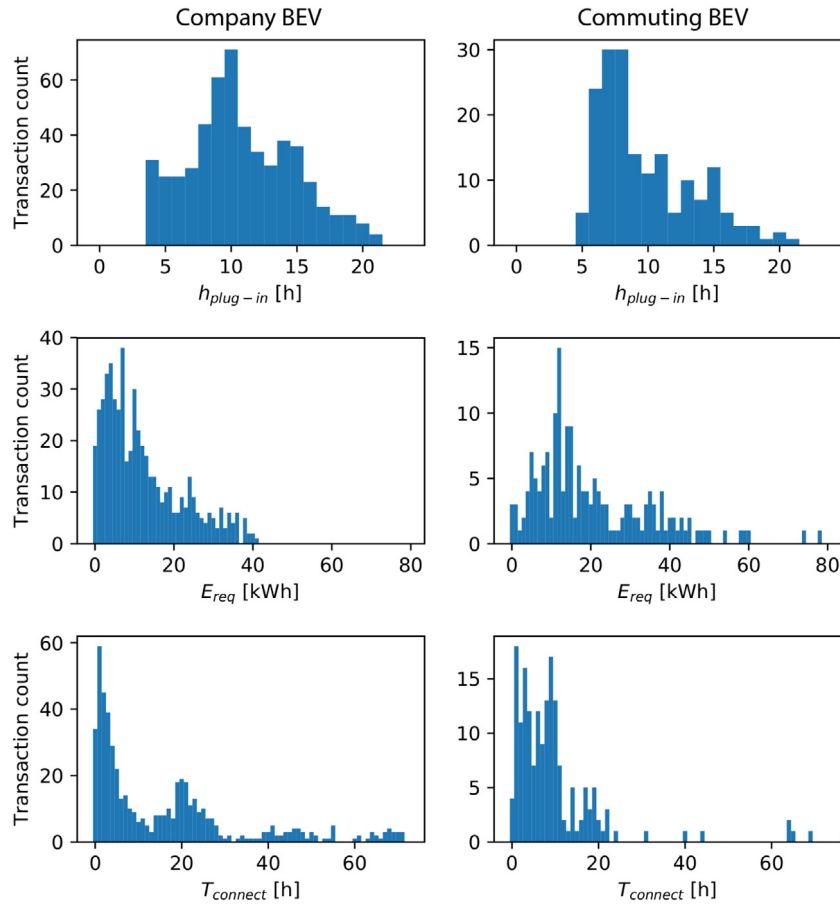 Company BEV
Commuting BEV
Transaction count
60
40
20
0
0 5 10 15 20
h_plug-in [h]
30
20
10
0
0 5 10 15 20
h_plug-in [h]
Transaction count
40
30
20
10
0
0 20 40 60 80
E_req [kWh]
15
10
5
0
0 20 40 60 80
E_req [kWh]
Transaction count
60
40
20
0
0 20 40 60
T_connect [h]
15
10
5
0
0 20 40 60
T_connect [h]